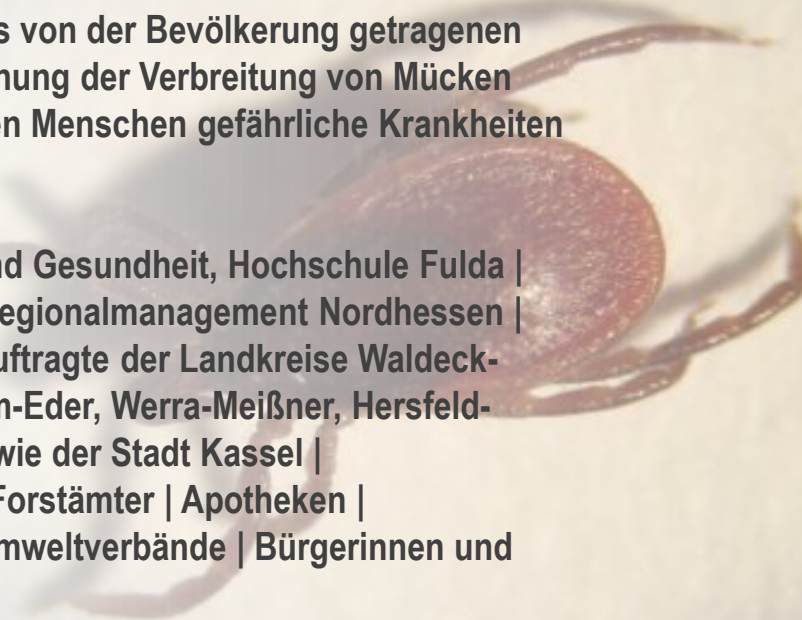 s von der Bevölkerung getragenen
nung der Verbreitung von Mücken
en Menschen gefährliche Krankheiten
nd Gesundheit, Hochschule Fulda |
egionalmanagement Nordhessen |
uftragte der Landkreise Waldeck-
n-Eder, Werra-Meißner, Hersfeld-
wie der Stadt Kassel |
Forstämter | Apotheken |
mweltverbände | Bürgerinnen und